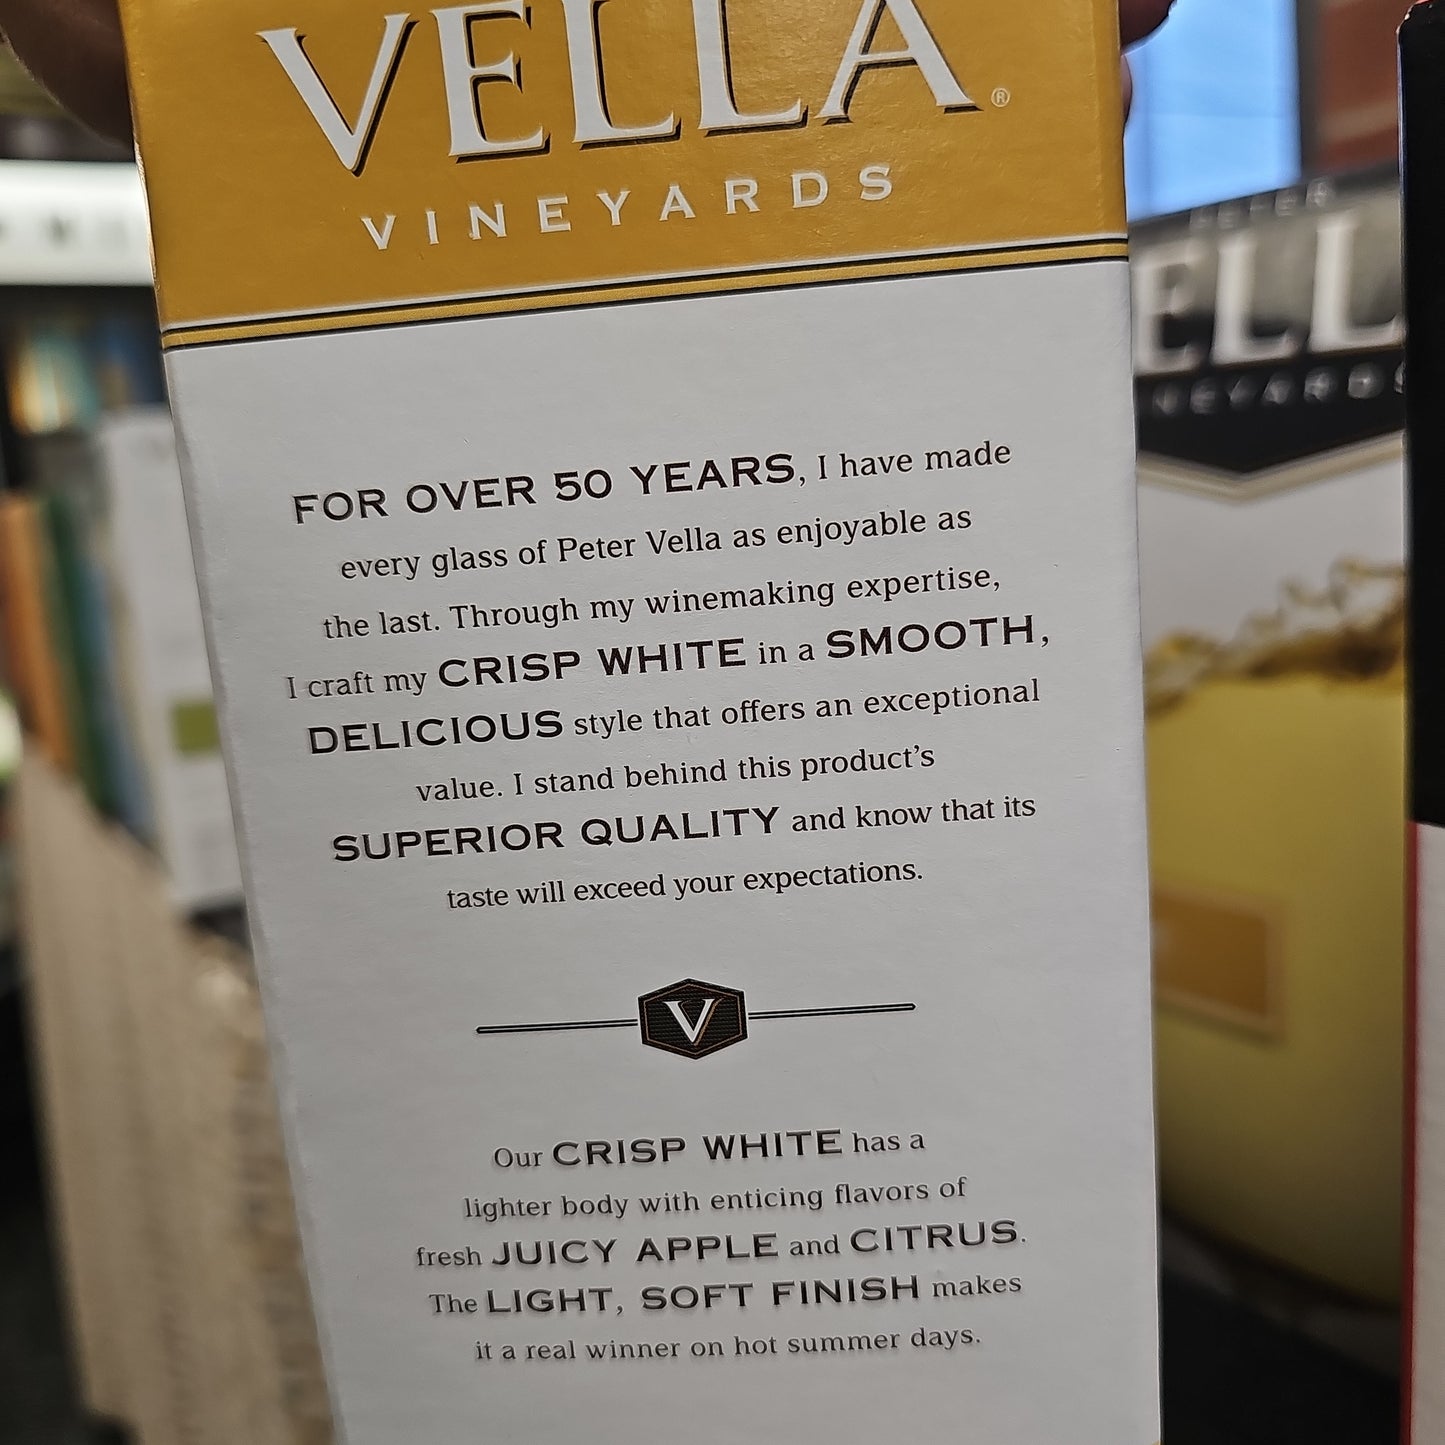 VELLA®
VINEYARDS
FOR OVER 50 YEARS, I have made
every glass of Peter Vella as enjoyable as
the last. Through my winemaking expertise,
I craft my CRISP WHITE in a SMOOTH,
DELICIOUS style that offers an exceptional
value. I stand behind this product's
SUPERIOR QUALITY and know that its
taste will exceed your expectations.
V
Our CRISP WHITE has a
lighter body with enticing flavors of
fresh JUICY APPLE and CITRUS.
The LIGHT, SOFT FINISH makes
it a real winner on hot summer days.
PETER
ELL
NEYARDS